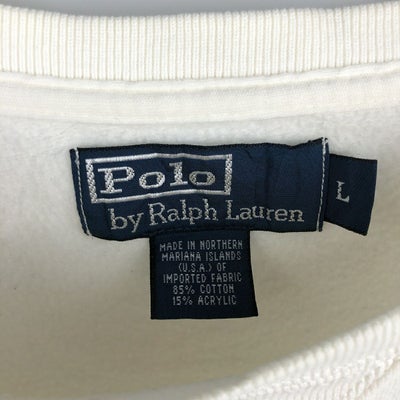 Polo
by Ralph Lauren
L
MADE IN NORTHERN
MARIANA ISLANDS
(U.S.A.) OF
IMPORTED FABRIC
85% COTTON
15% ACRYLIC